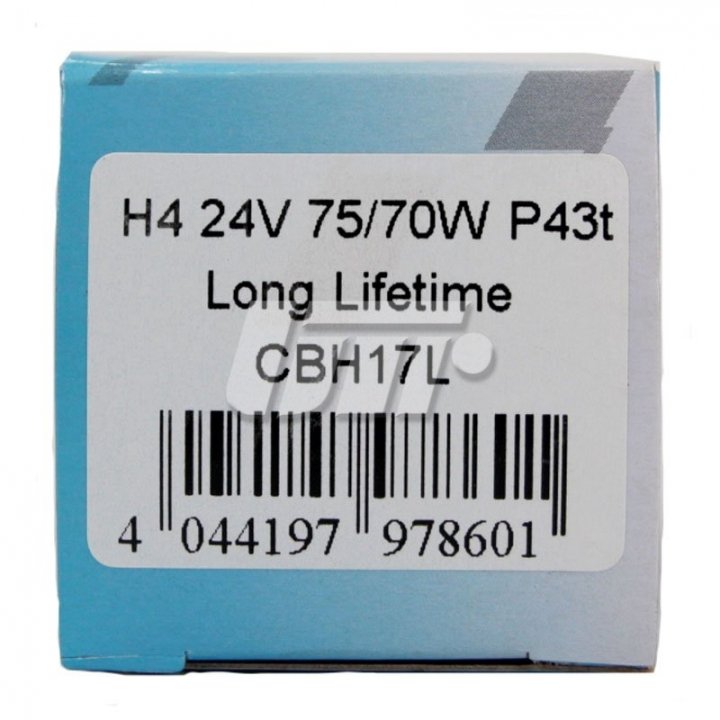 H4 24V 75/70W P43t
Long Lifetime
CBH17L
4 044197 978601